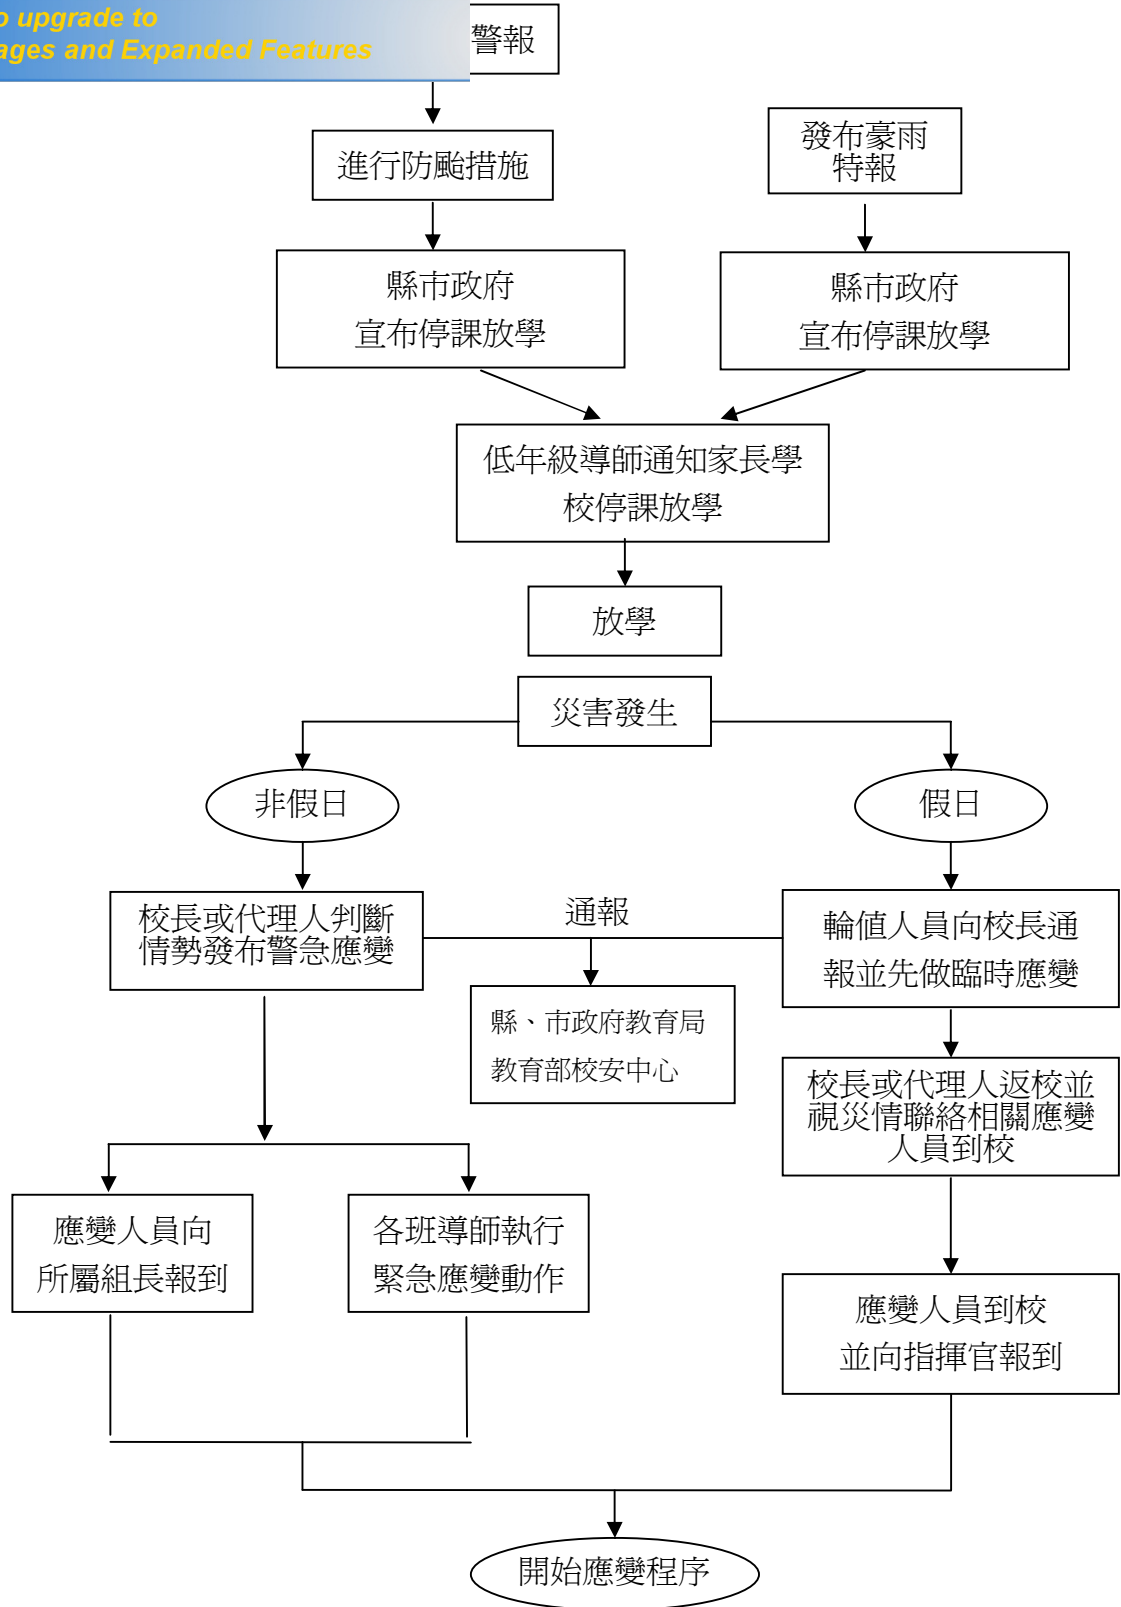 upgrade to
and Expanded Features
警報
進行防颱措施
發布豪雨
特報
縣市政府
宣布停課放學
縣市政府
宣布停課放學
低年級導師通知家長學
校停課放學
放學
災害發生
非假日
假日
校長或代理人判斷
情勢發布警急應變
通報
輪值人員向校長通
報並先做臨時應變
縣、市政府教育局
教育部校安中心
校長或代理人返校並
視災情聯絡相關應變
人員到校
應變人員向
所屬組長報到
各班導師執行
緊急應變動作
應變人員到校
並向指揮官報到
開始應變程序